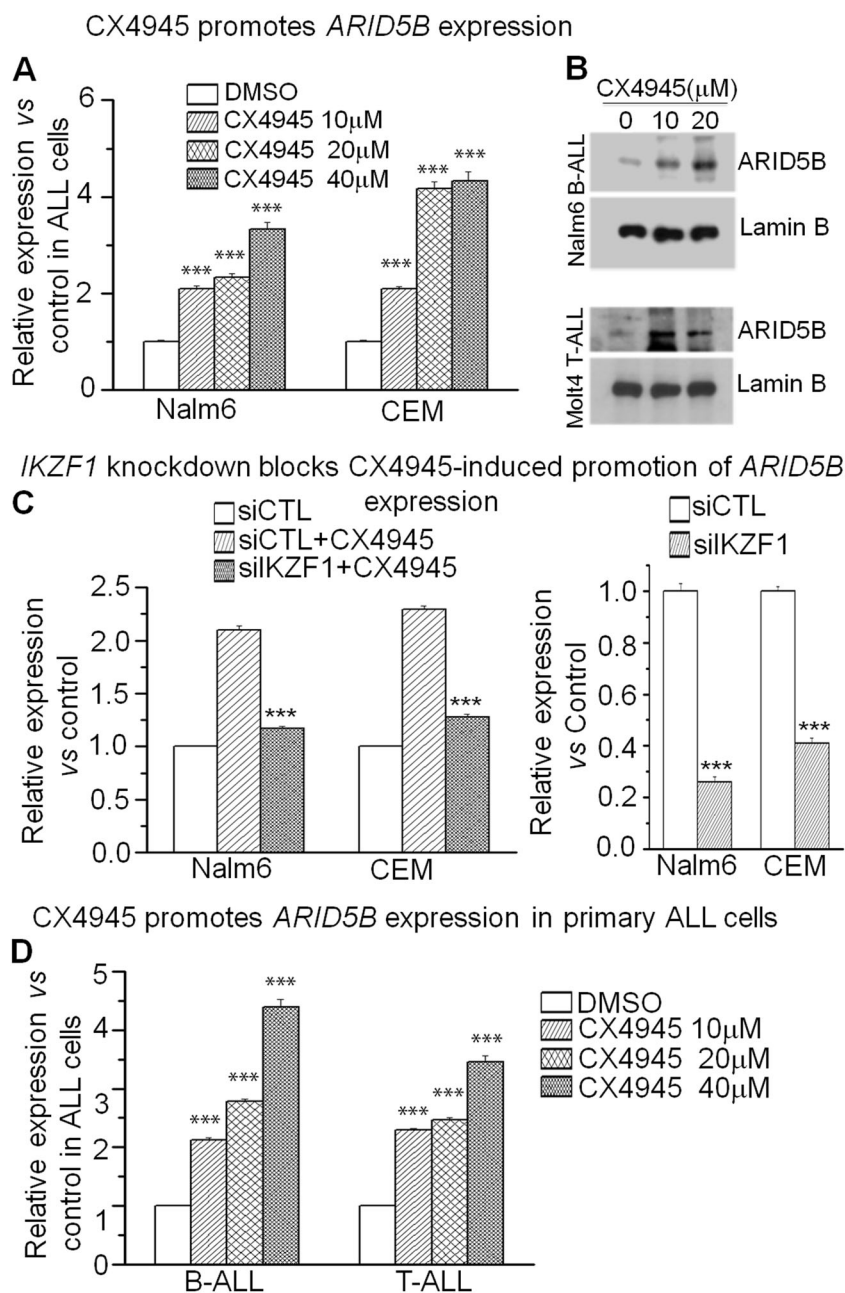 CX4945 promotes ARID5B expression
A
Relative expression vs
control in ALL cells
6
4
2
1
0
DMSO
CX4945 10μM
CX4945 20μM
CX4945 40μM
***
***
***
***
***
***
Nalm6
CEM
B
CX4945(μM)
0 10 20
Nalm6 B-ALL
ARID5B
Lamin B
Molt4 T-ALL
ARID5B
Lamin B
IKZF1 knockdown blocks CX4945-induced promotion of ARID5B
expression
C
siCTL
siCTL+CX4945
siIKZF1+CX4945
Relative expression
vs control
2.5
2.0
1.5
1.0
0.5
0.0
***
***
Nalm6
CEM
siCTL
siIKZF1
Relative expression
vs Control
1.0
0.8
0.6
0.4
0.2
0.0
***
***
Nalm6
CEM
CX4945 promotes ARID5B expression in primary ALL cells
D
Relative expression vs
control in ALL cells
5
4
3
2
1
0
***
***
***
***
***
***
B-ALL
T-ALL
DMSO
CX4945 10μM
CX4945 20μM
CX4945 40μM